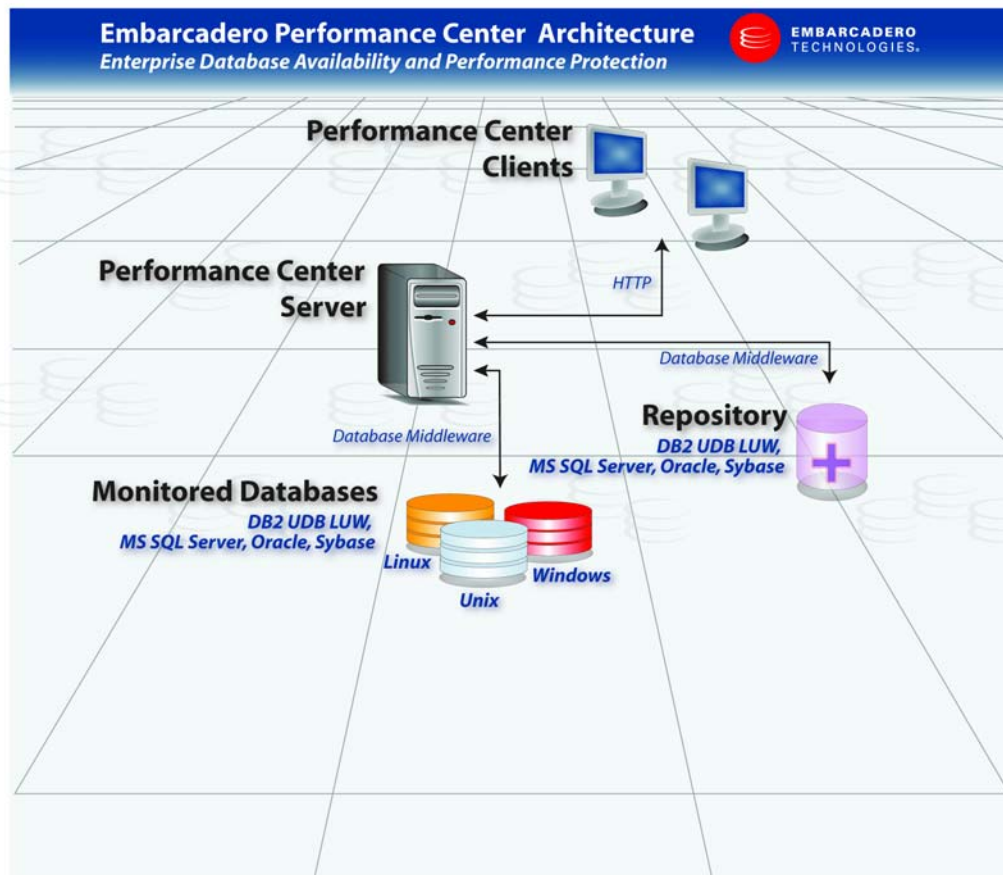 Embarcadero Performance Center Architecture
Enterprise Database Availability and Performance Protection
EMBARCADERO
TECHNOLOGIES®
Performance Center
Clients
Performance Center
Server
HTTP
Database Middleware
Database Middleware
Repository
DB2 UDB LUW,
MS SQL Server, Oracle, Sybase
Monitored Databases
DB2 UDB LUW,
MS SQL Server, Oracle, Sybase
Linux
Windows
Unix